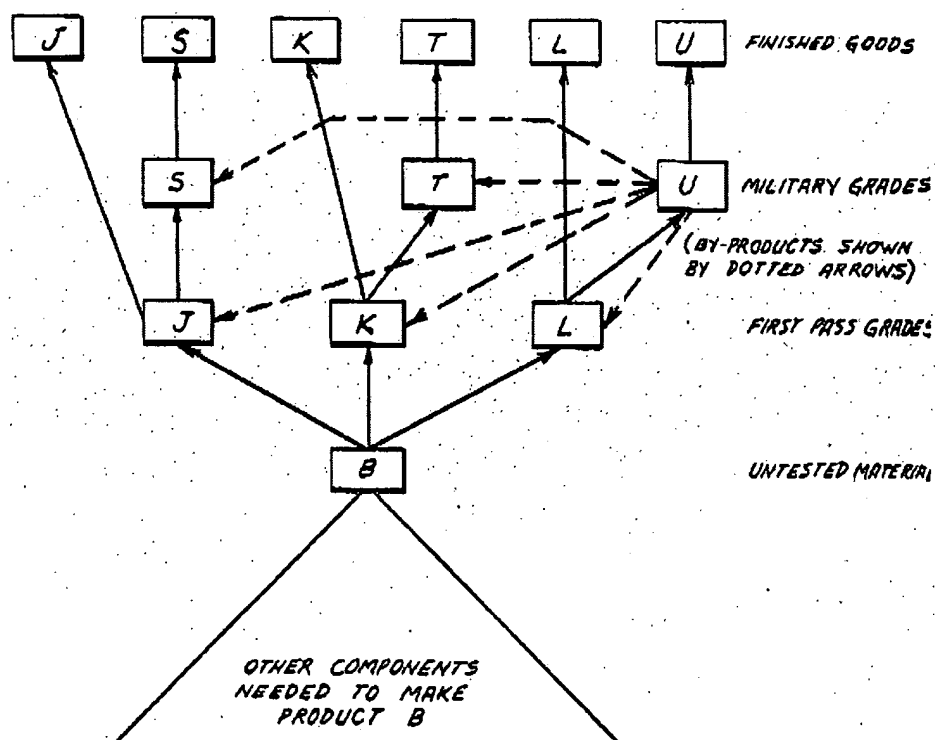 J S K T L U FINISHED GOODS
S T U MILITARY GRADES
(BY-PRODUCTS SHOWN
BY DOTTED ARROWS)
J K L FIRST PASS GRADES
B UNTESTED MATERIAL
OTHER COMPONENTS
NEEDED TO MAKE
PRODUCT B